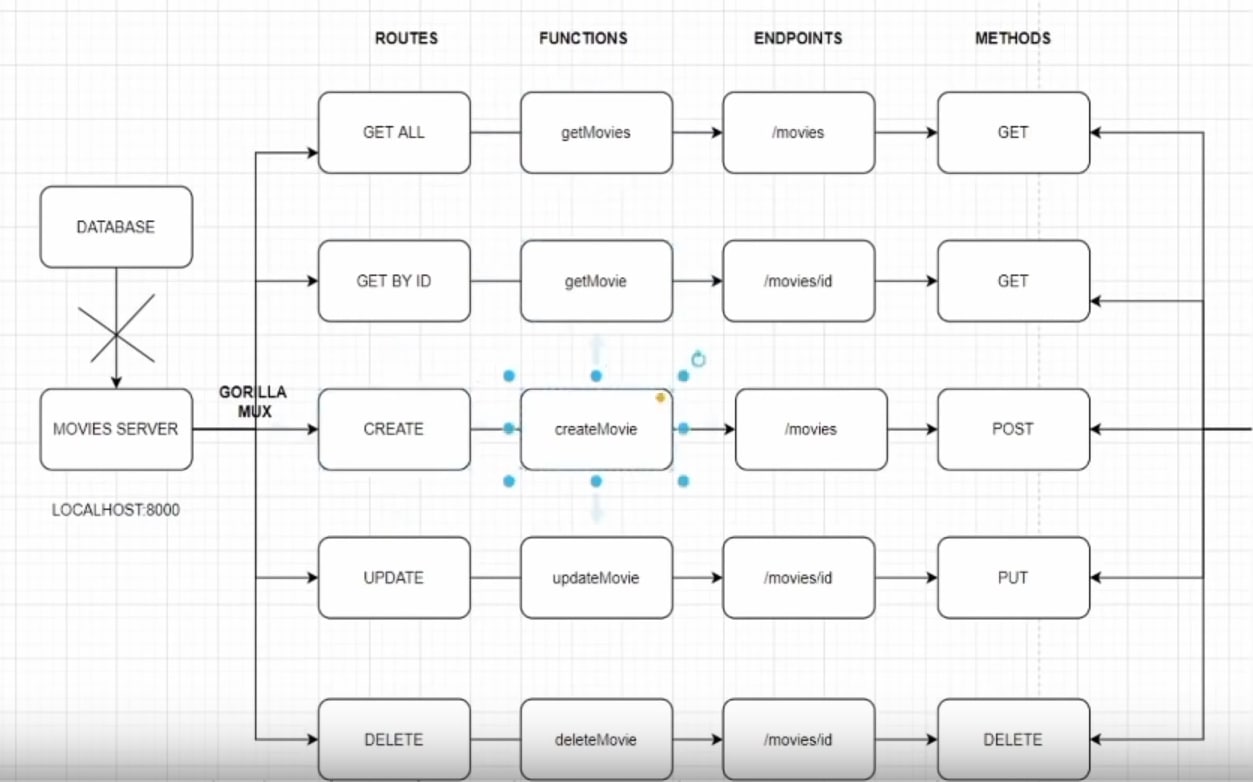 ROUTES
FUNCTIONS
ENDPOINTS
METHODS
GET ALL
getMovies
/movies
GET
DATABASE
GET BY ID
getMovie
/movies/id
GET
GORILLA
MUX
MOVIES SERVER
CREATE
createMovie
/movies
POST
LOCALHOST:8000
UPDATE
updateMovie
/movies/id
PUT
DELETE
deleteMovie
/movies/id
DELETE